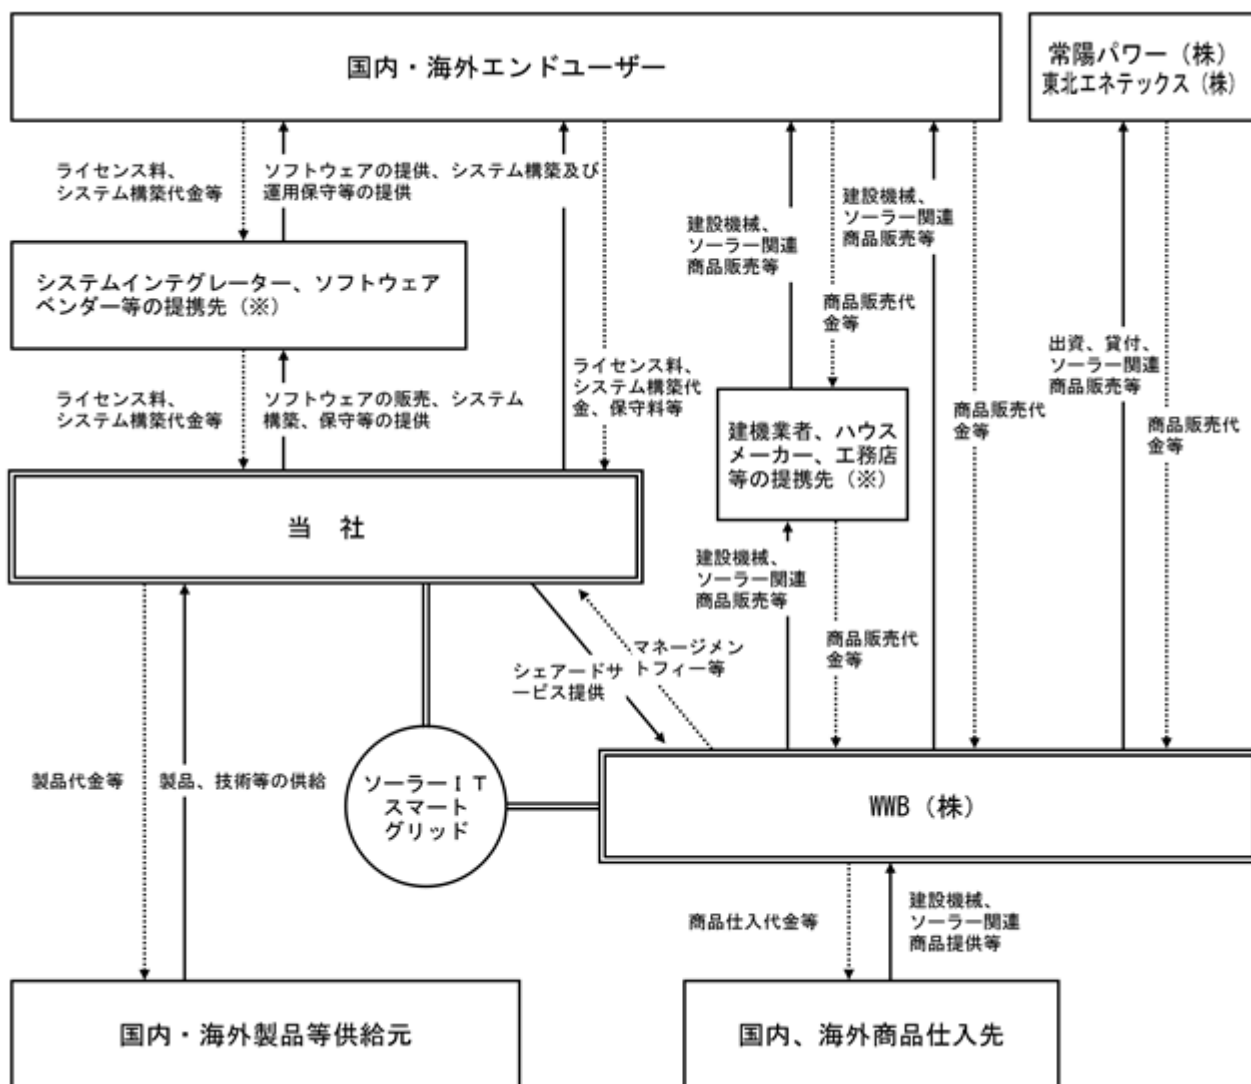 国内・海外エンドユーザー
常陽パワー（株）
東北エネテックス（株）
ライセンス料、
システム構築代金等
ソフトウェアの提供、システム構築及び
運用保守等の提供
建設機械、
ソーラー関連
商品販売等
建設機械、
ソーラー関連
商品販売等
システムインテグレーター、ソフトウェア
ベンダー等の提携先（※）
商品販売代
金等
ライセンス料、
システム構築代金等
ソフトウェアの販売、システム
構築、保守等の提供
ライセンス料、
システム構築代
金、保守料等
出資、貸付、
ソーラー関連
商品販売等
建機業者、ハウス
メーカー、工務店
等の提携先（※）
商品販売代
金等
商品販売代
金等
当　社
建設機械、
ソーラー関連
商品販売等
シェアードサ
ービス提供
マネージメン
トフィー等
商品販売代
金等
製品代金等
製品、技術等の供給
ソーラーＩＴ
スマート
グリッド
WWB（株）
商品仕入代金等
建設機械、
ソーラー関連
商品提供等
国内・海外製品等供給元
国内、海外商品仕入先